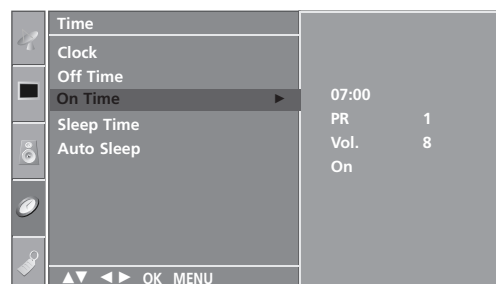 Time
Clock
Off Time
On Time ►
Sleep Time
Auto Sleep
07:00
PR 1
Vol. 8
On
▲▼ ◄► OK MENU